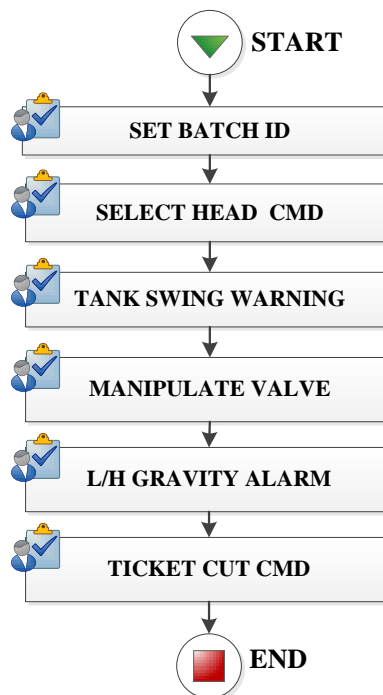 START
SET BATCH ID
SELECT HEAD CMD
TANK SWING WARNING
MANIPULATE VALVE
L/H GRAVITY ALARM
TICKET CUT CMD
END